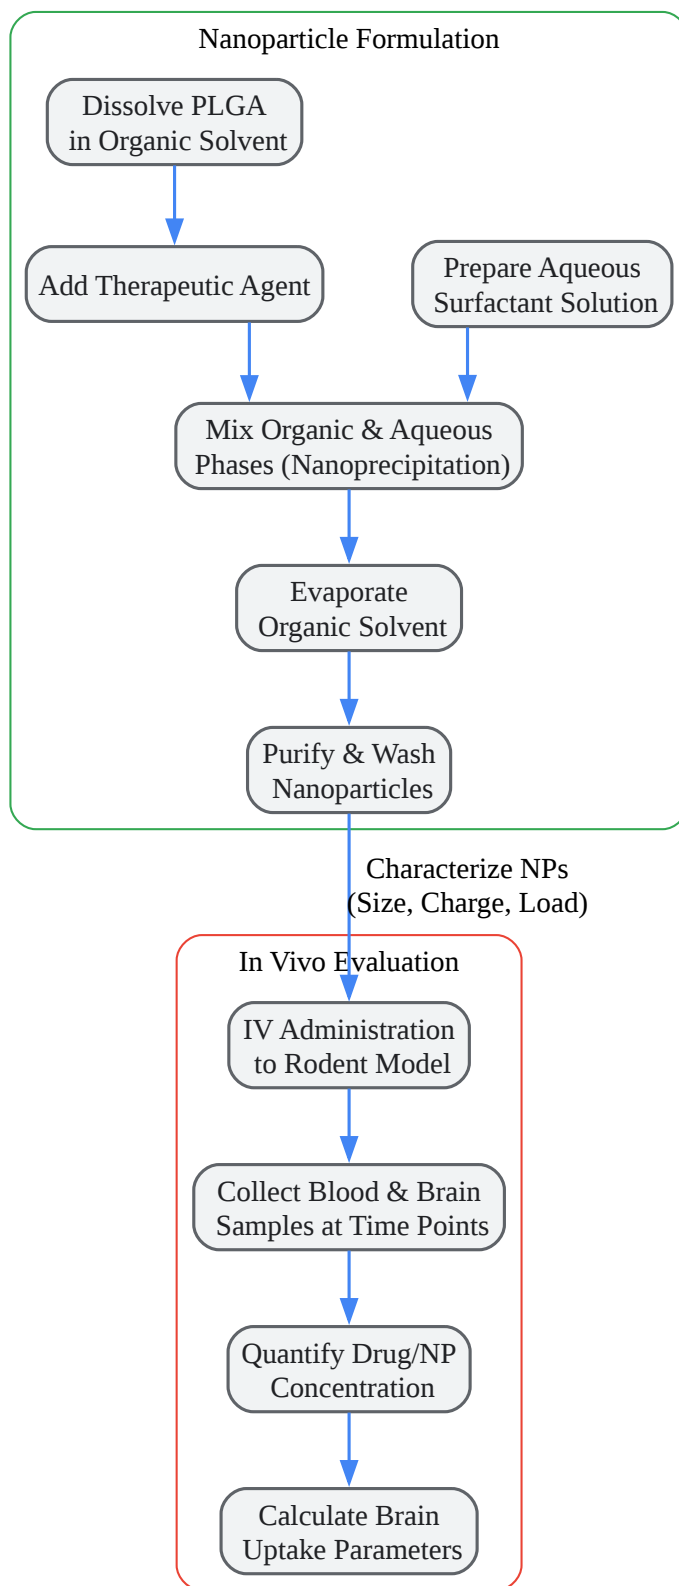 Nanoparticle Formulation
Dissolve PLGA
in Organic Solvent
Add Therapeutic Agent
Prepare Aqueous
Surfactant Solution
Mix Organic & Aqueous
Phases (Nanoprecipitation)
Evaporate
Organic Solvent
Purify & Wash
Nanoparticles
Characterize NPs
(Size, Charge, Load)
In Vivo Evaluation
IV Administration
to Rodent Model
Collect Blood & Brain
Samples at Time Points
Quantify Drug/NP
Concentration
Calculate Brain
Uptake Parameters